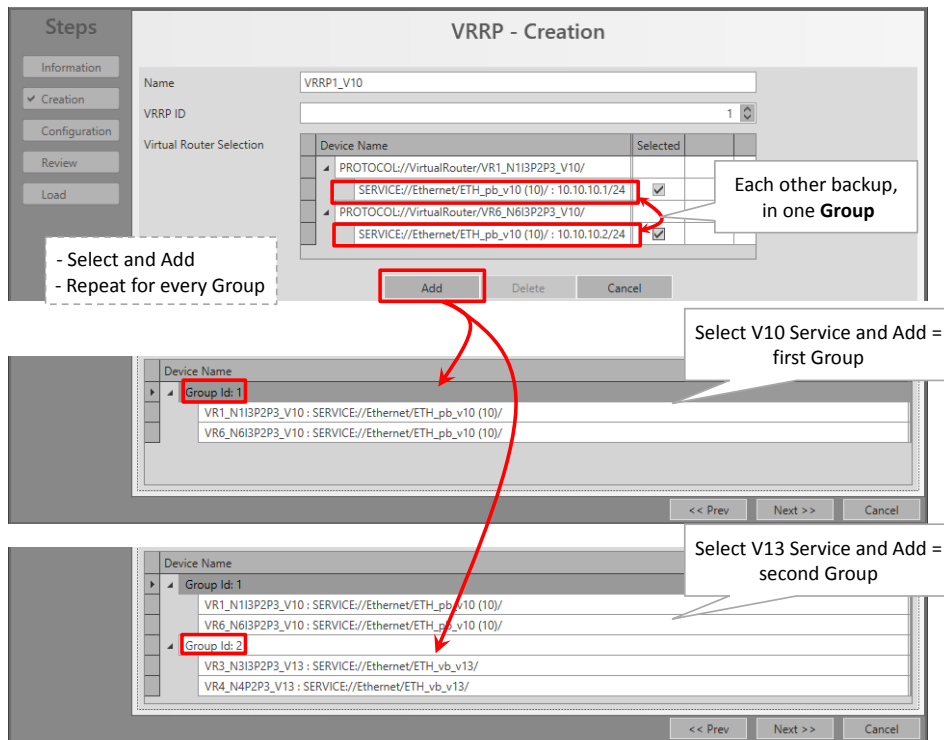 Steps
Information
Creation
Configuration
Review
Load
VRRP - Creation
Name
VRRP1_V10
VRRP ID
1
Virtual Router Selection
Device Name
Selected
PROTOCOL://VirtualRouter/VR1_N1I3P2P3_V10/
SERVICE://Ethernet/ETH_pb_v10 (10)/ : 10.10.10.1/24
PROTOCOL://VirtualRouter/VR6_N6I3P2P3_V10/
SERVICE://Ethernet/ETH_pb_v10 (10)/ : 10.10.10.2/24
Each other backup,
in one Group
- Select and Add
- Repeat for every Group
Add
Delete
Cancel
Select V10 Service and Add =
first Group
Device Name
Group Id: 1
VR1_N1I3P2P3_V10 : SERVICE://Ethernet/ETH_pb_v10 (10)/
VR6_N6I3P2P3_V10 : SERVICE://Ethernet/ETH_pb_v10 (10)/
<< Prev
Next >>
Cancel
Select V13 Service and Add =
second Group
Device Name
Group Id: 1
VR1_N1I3P2P3_V10 : SERVICE://Ethernet/ETH_pb_v10 (10)/
VR6_N6I3P2P3_V10 : SERVICE://Ethernet/ETH_pb_v10 (10)/
Group Id: 2
VR3_N3I3P2P3_V13 : SERVICE://Ethernet/ETH_vb_v13/
VR4_N4P2P3_V13 : SERVICE://Ethernet/ETH_vb_v13/
<< Prev
Next >>
Cancel